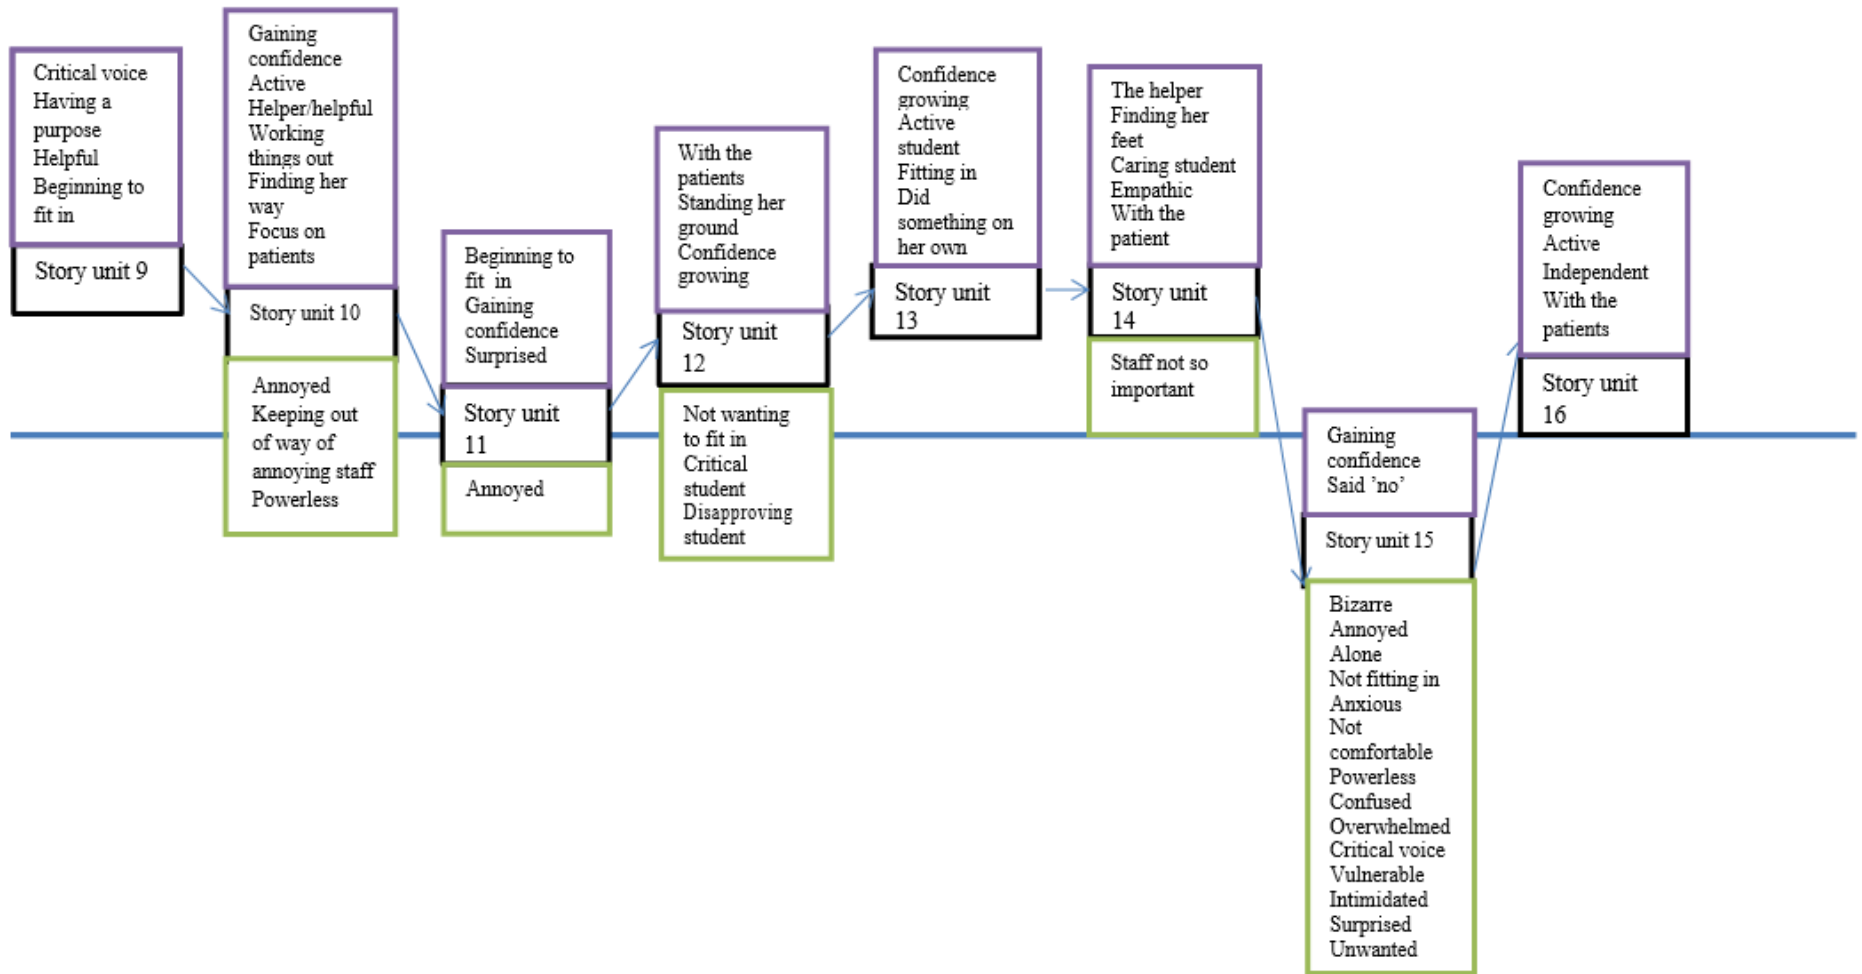 Critical voice
Having a
purpose
Helpful
Beginning to
fit in
Story unit 9
Gaining
confidence
Active
Helper/helpful
Working
things out
Finding her
way
Focus on
patients
Story unit 10
Annoyed
Keeping out
of way of
annoying staff
Powerless
Beginning to
fit in
Gaining
confidence
Surprised
Story unit
11
Annoyed
With the
patients
Standing her
ground
Confidence
growing
Story unit
12
Not wanting
to fit in
Critical
student
Disapproving
student
Confidence
growing
Active
student
Fitting in
Did
something on
her own
Story unit
13
The helper
Finding her
feet
Caring student
Empathic
With the
patient
Story unit
14
Staff not so
important
Gaining
confidence
Said ’no’
Story unit 15
Bizarre
Annoyed
Alone
Not fitting in
Anxious
Not
comfortable
Powerless
Confused
Overwhelmed
Critical voice
Vulnerable
Intimidated
Surprised
Unwanted
Confidence
growing
Active
Independent
With the
patients
Story unit
16